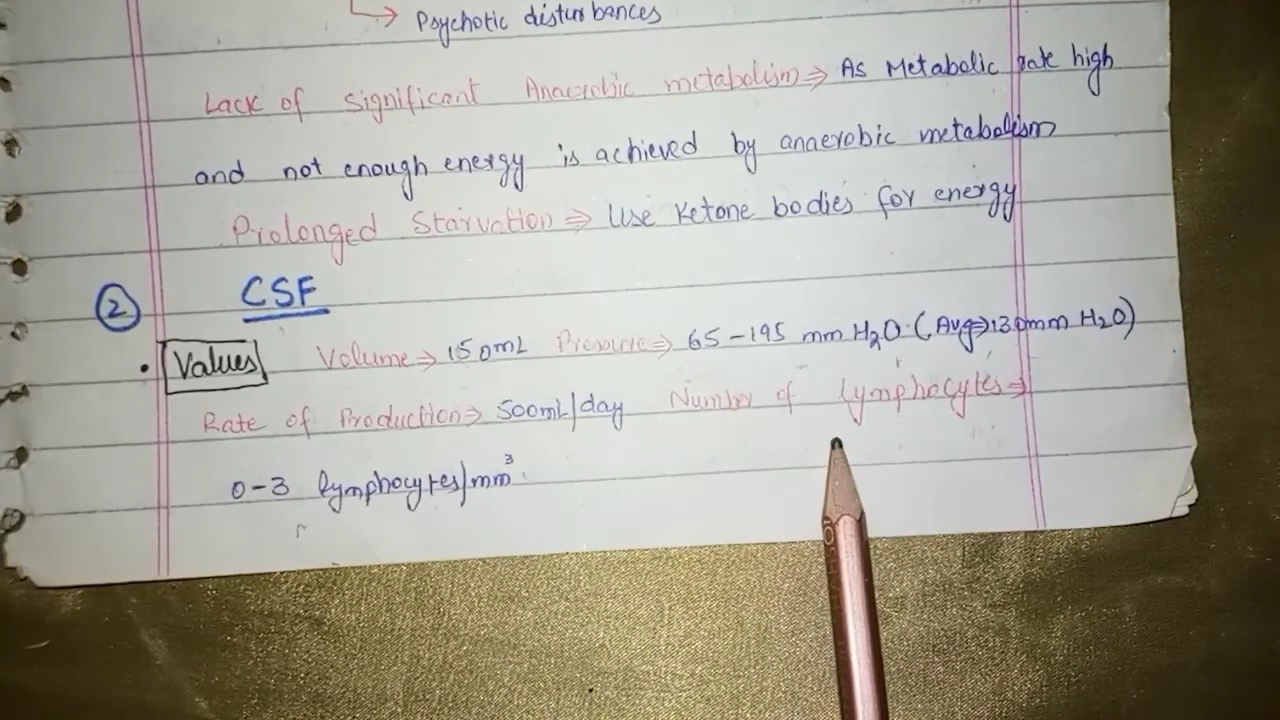 ↳ Psychotic disturbances
Lack of significant Anaerobic metabolism ⇒ As Metabolic rate high
and not enough energy is achieved by anaerobic metabolism
Prolonged Starvation ⇒ Use Ketone bodies for energy
② CSF
• Values Volume ⇒ 150mL Pressure ⇒ 65-195 mm H₂O. (Avg ⇒ 130mm H₂O)
Rate of Production ⇒ 500mL/day Number of lymphocytes ⇒
0-3 lymphocytes/mm³.